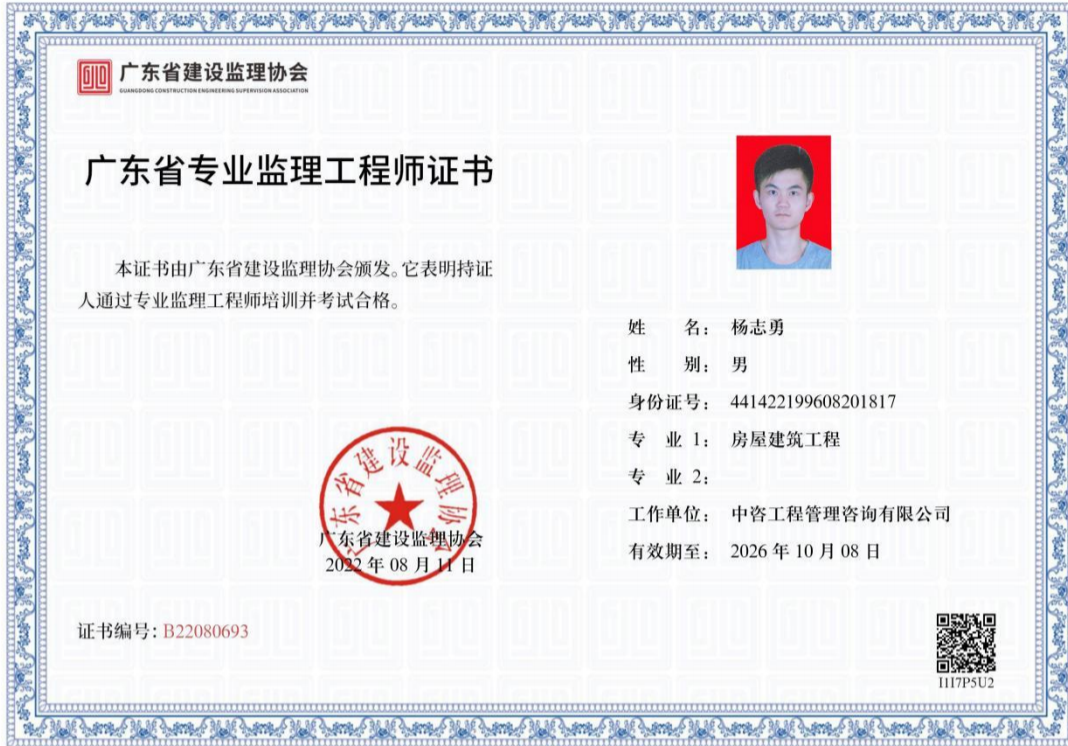 广东省建设监理协会
GUANGDONG CONSTRUCTION ENGINEERING SUPERVISION ASSOCIATION
广东省专业监理工程师证书
本证书由广东省建设监理协会颁发。它表明持证
人通过专业监理工程师培训并考试合格。
姓 名： 杨志勇
性 别： 男
身份证号： 441422199608201817
专 业 1： 房屋建筑工程
专 业 2：
工作单位： 中咨工程管理咨询有限公司
有效期至： 2026 年 10 月 08 日
广东省建设监理协会
广东省建设监理协会
2022 年 08 月 11 日
证书编号：B22080693
I1I7P5U2